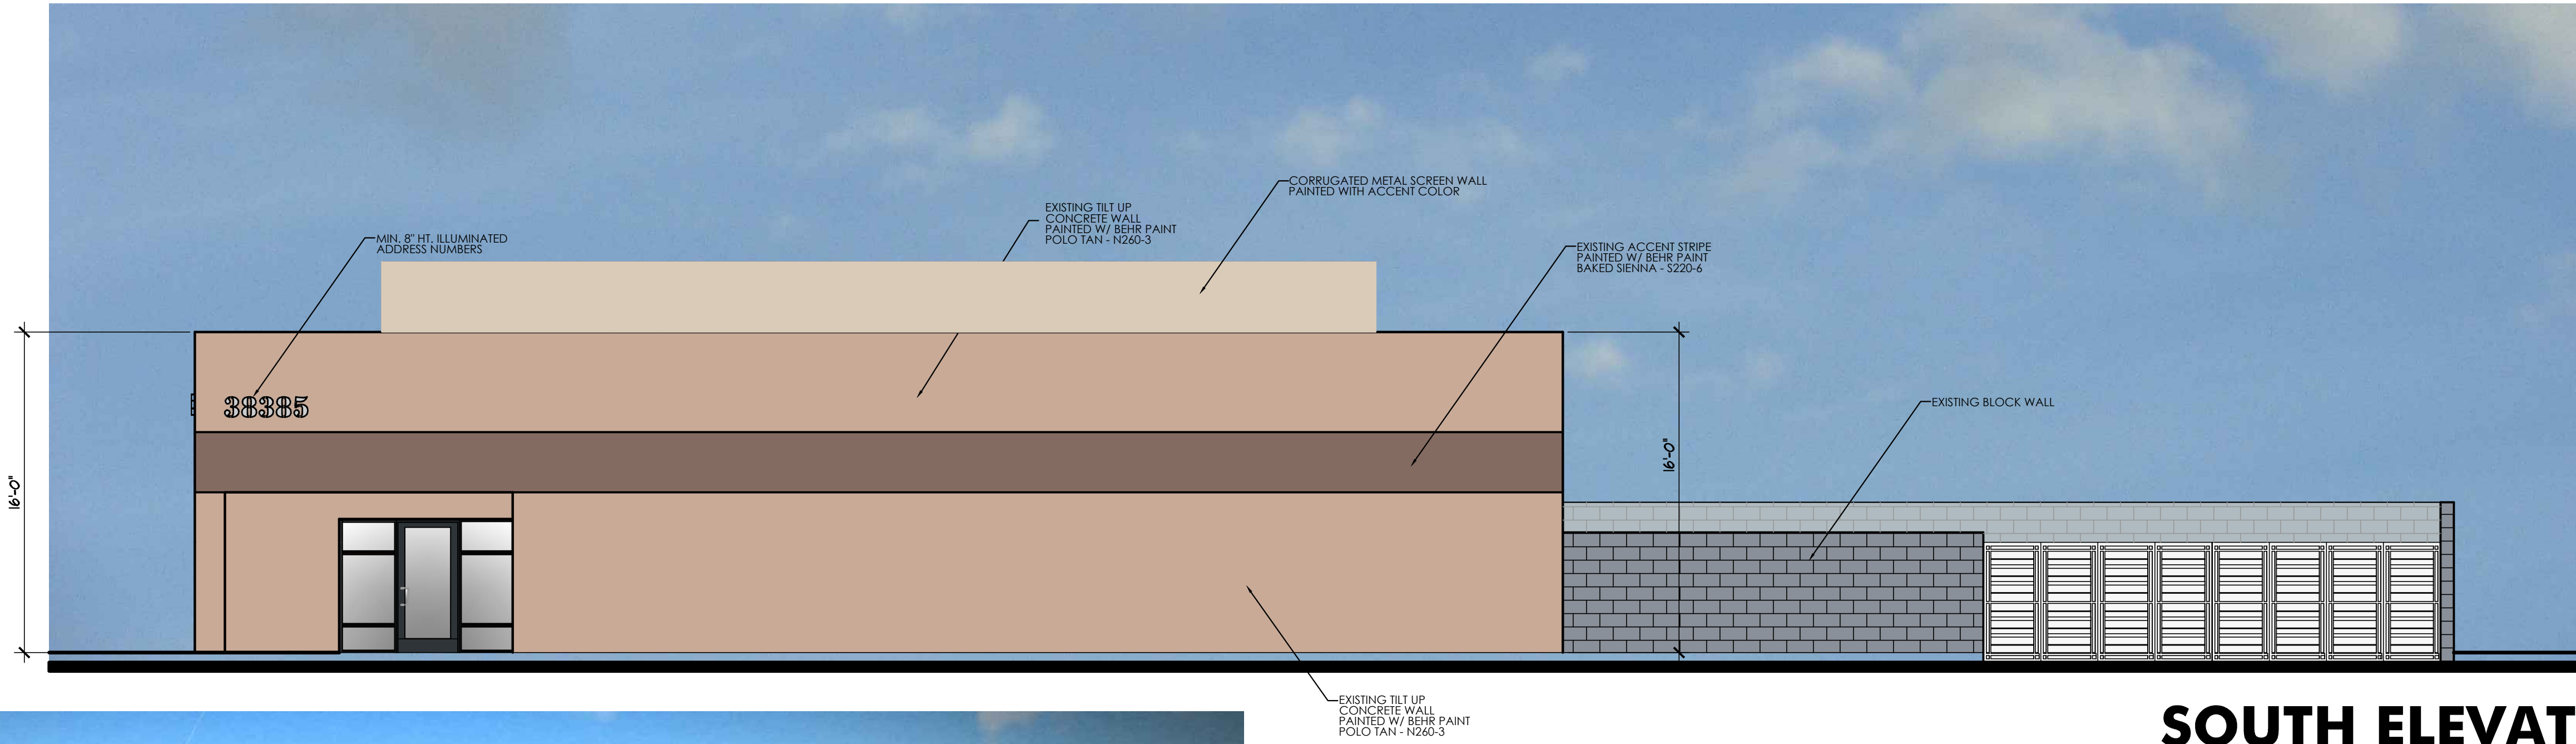 CORRUGATED METAL SCREEN WALL
PAINTED WITH ACCENT COLOR
EXISTING TILT UP
CONCRETE WALL
PAINTED W/ BEHR PAINT
POLO TAN - N260-3
MIN. 8" HT. ILLUMINATED
ADDRESS NUMBERS
EXISTING ACCENT STRIPE
PAINTED W/ BEHR PAINT
BAKED SIENNA - S220-6
38385
EXISTING BLOCK WALL
16'-0"
16'-0"
EXISTING TILT UP
CONCRETE WALL
PAINTED W/ BEHR PAINT
POLO TAN - N260-3
SOUTH ELEVAT